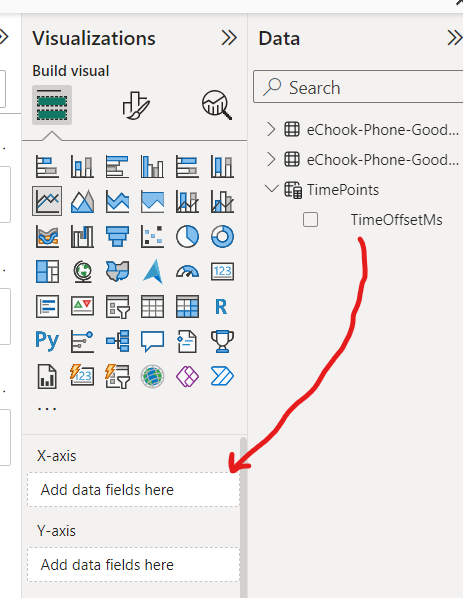 Visualizations
Data
Build visual
Search
eChook-Phone-Good...
eChook-Phone-Good...
TimePoints
TimeOffsetMs
123
R
Py
123
...
X-axis
Add data fields here
Y-axis
Add data fields here